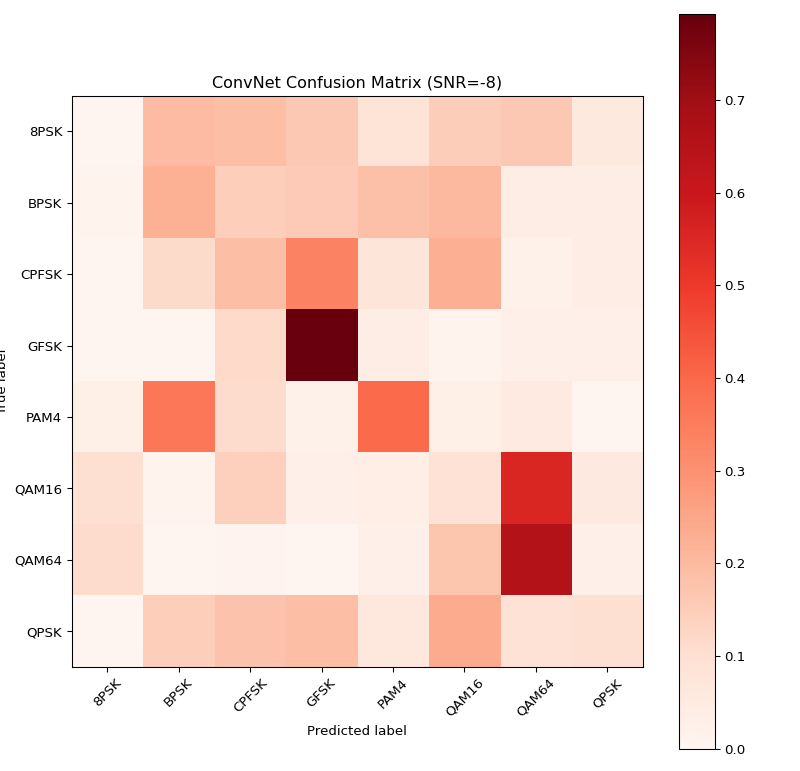 ConvNet Confusion Matrix (SNR=-8)
8PSK
BPSK
CPFSK
GFSK
PAM4
QAM16
QAM64
QPSK
8PSK
BPSK
CPFSK
GFSK
PAM4
QAM16
QAM64
QPSK
Predicted label
0.7
0.6
0.5
0.4
0.3
0.2
0.1
0.0